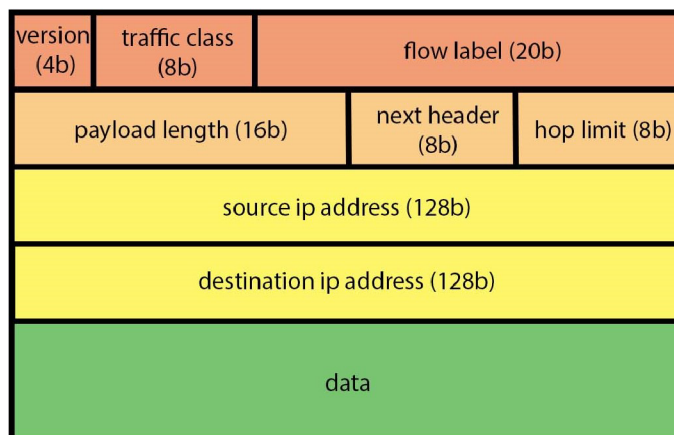 version
(4b)
traffic class
(8b)
flow label (20b)
payload length (16b)
next header
(8b)
hop limit (8b)
source ip address (128b)
destination ip address (128b)
data